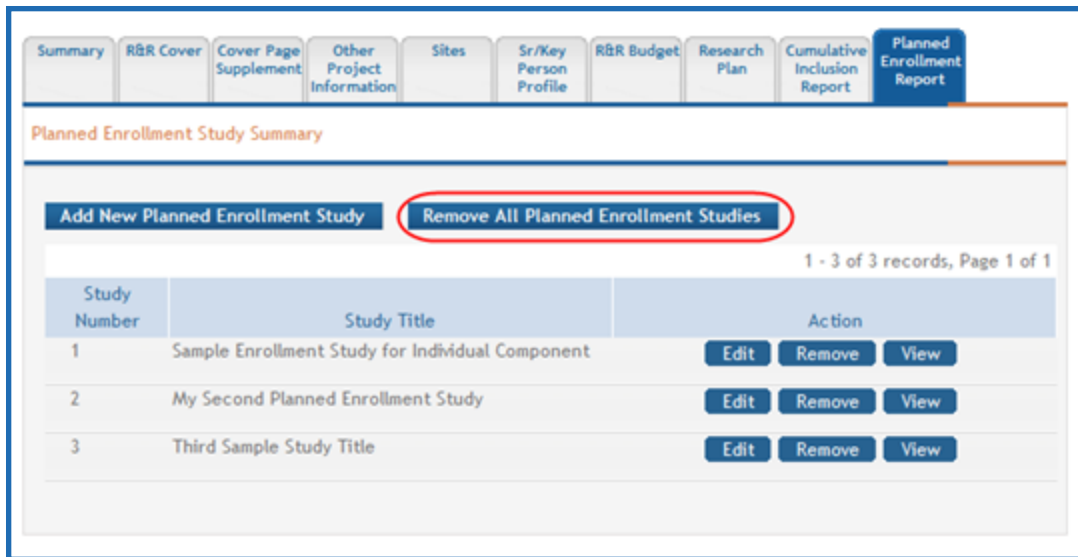 Summary
R&R Cover
Cover Page
Supplement
Other
Project
Information
Sites
Sr/Key
Person
Profile
R&R Budget
Research
Plan
Cumulative
Inclusion
Report
Planned
Enrollment
Report
Planned Enrollment Study Summary
Add New Planned Enrollment Study Remove All Planned Enrollment Studies
1 - 3 of 3 records, Page 1 of 1
Study
Number Study Title Action
1 Sample Enrollment Study for Individual Component Edit Remove View
2 My Second Planned Enrollment Study Edit Remove View
3 Third Sample Study Title Edit Remove View